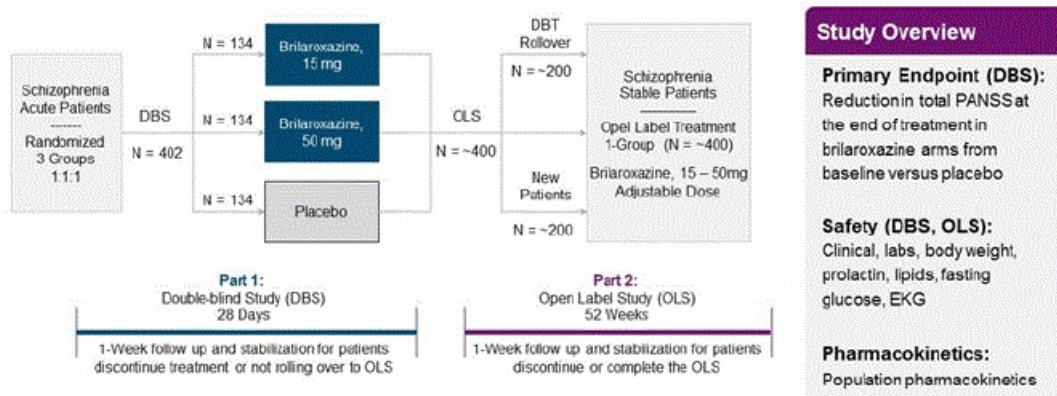 Schizophrenia
Acute Patients
-------
Randomized
3 Groups
1:1:1
DBS
N = 402
N = 134
Brilaroxazine,
15 mg
N = 134
Brilaroxazine,
50 mg
N = 134
Placebo
OLS
N = ~400
DBT
Rollover
N = ~200
New
Patients
N = ~200
Schizophrenia
Stable Patients
Opel Label Treatment
1-Group (N = ~400)
Brilaroxazine, 15 – 50mg
Adjustable Dose
Part 1:
Double-blind Study (DBS)
28 Days
1-Week follow up and stabilization for patients
discontinue treatment or not rolling over to OLS
Part 2:
Open Label Study (OLS)
52 Weeks
1-Week follow up and stabilization for patients
discontinue or complete the OLS
Study Overview
Primary Endpoint (DBS):
Reduction in total PANSS at
the end of treatment in
brilaroxazine arms from
baseline versus placebo
Safety (DBS, OLS):
Clinical, labs, body weight,
prolactin, lipids, fasting
glucose, EKG
Pharmacokinetics:
Population pharmacokinetics